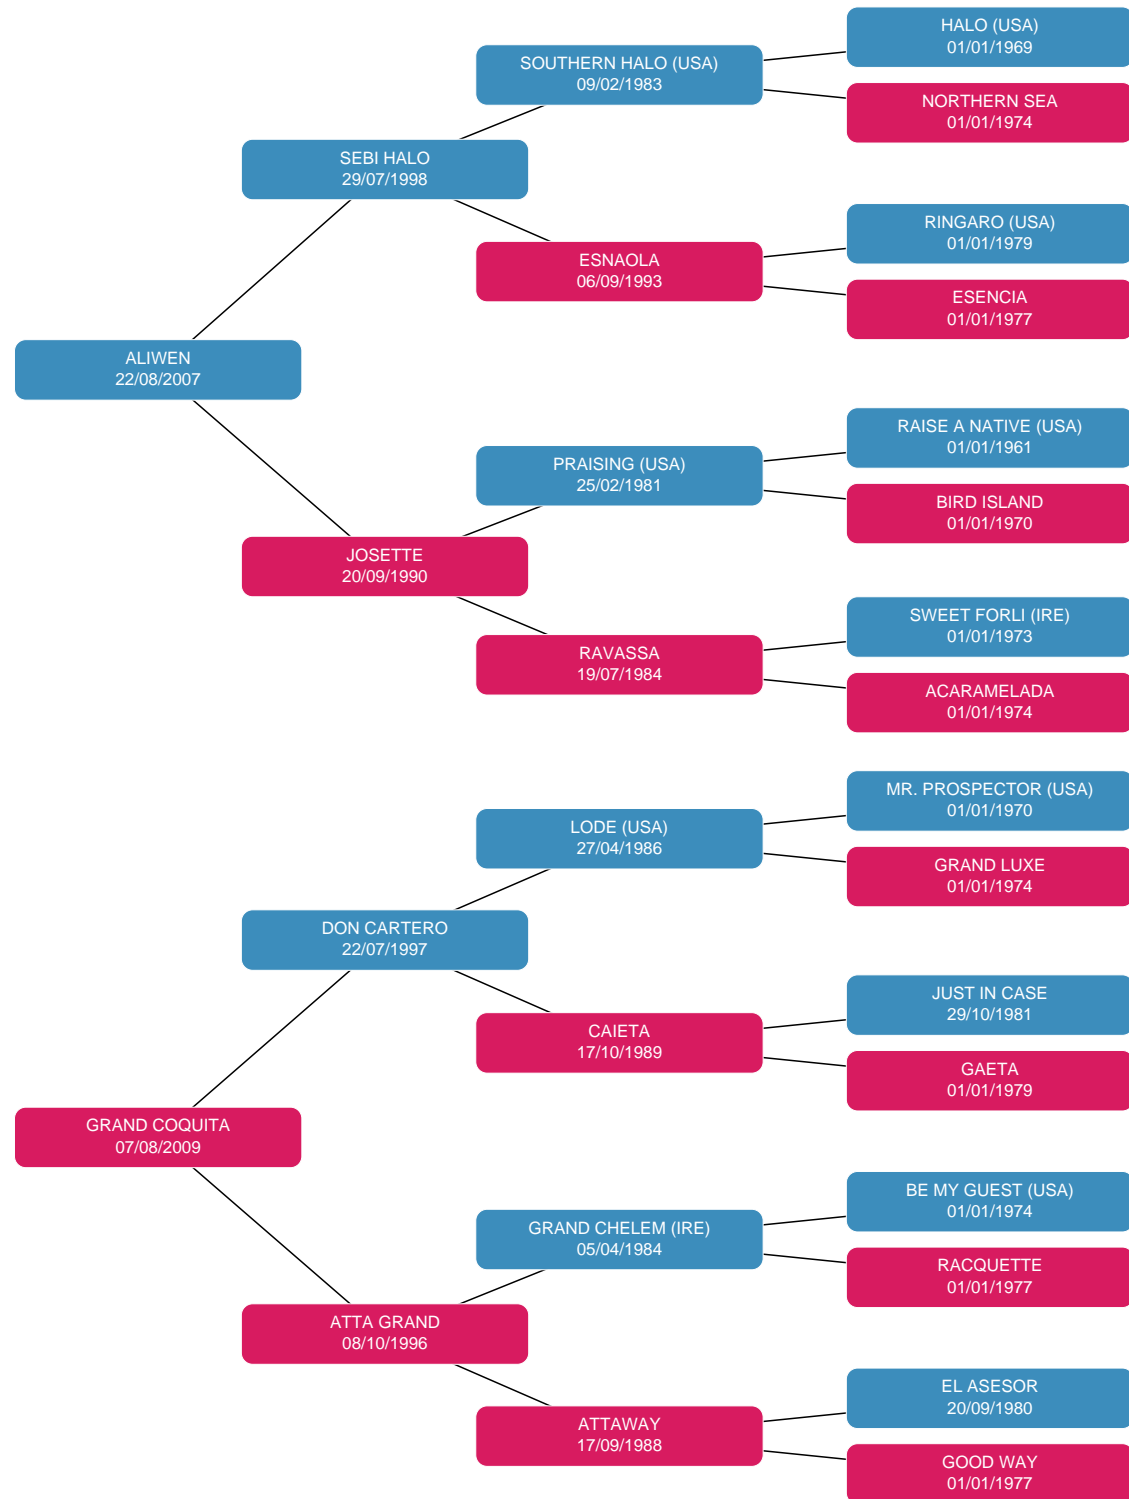 HALO (USA)
01/01/1969
SOUTHERN HALO (USA)
09/02/1983
NORTHERN SEA
01/01/1974
SEBI HALO
29/07/1998
RINGARO (USA)
01/01/1979
ESNAOLA
06/09/1993
ESENCIA
01/01/1977
ALIWEN
22/08/2007
RAISE A NATIVE (USA)
01/01/1961
PRAISING (USA)
25/02/1981
BIRD ISLAND
01/01/1970
JOSETTE
20/09/1990
SWEET FORLI (IRE)
01/01/1973
RAVASSA
19/07/1984
ACARAMELADA
01/01/1974
MR. PROSPECTOR (USA)
01/01/1970
LODE (USA)
27/04/1986
GRAND LUXE
01/01/1974
DON CARTERO
22/07/1997
JUST IN CASE
29/10/1981
CAIETA
17/10/1989
GAETA
01/01/1979
GRAND COQUITA
07/08/2009
BE MY GUEST (USA)
01/01/1974
GRAND CHELEM (IRE)
05/04/1984
RACQUETTE
01/01/1977
ATTA GRAND
08/10/1996
EL ASESOR
20/09/1980
ATTAWAY
17/09/1988
GOOD WAY
01/01/1977